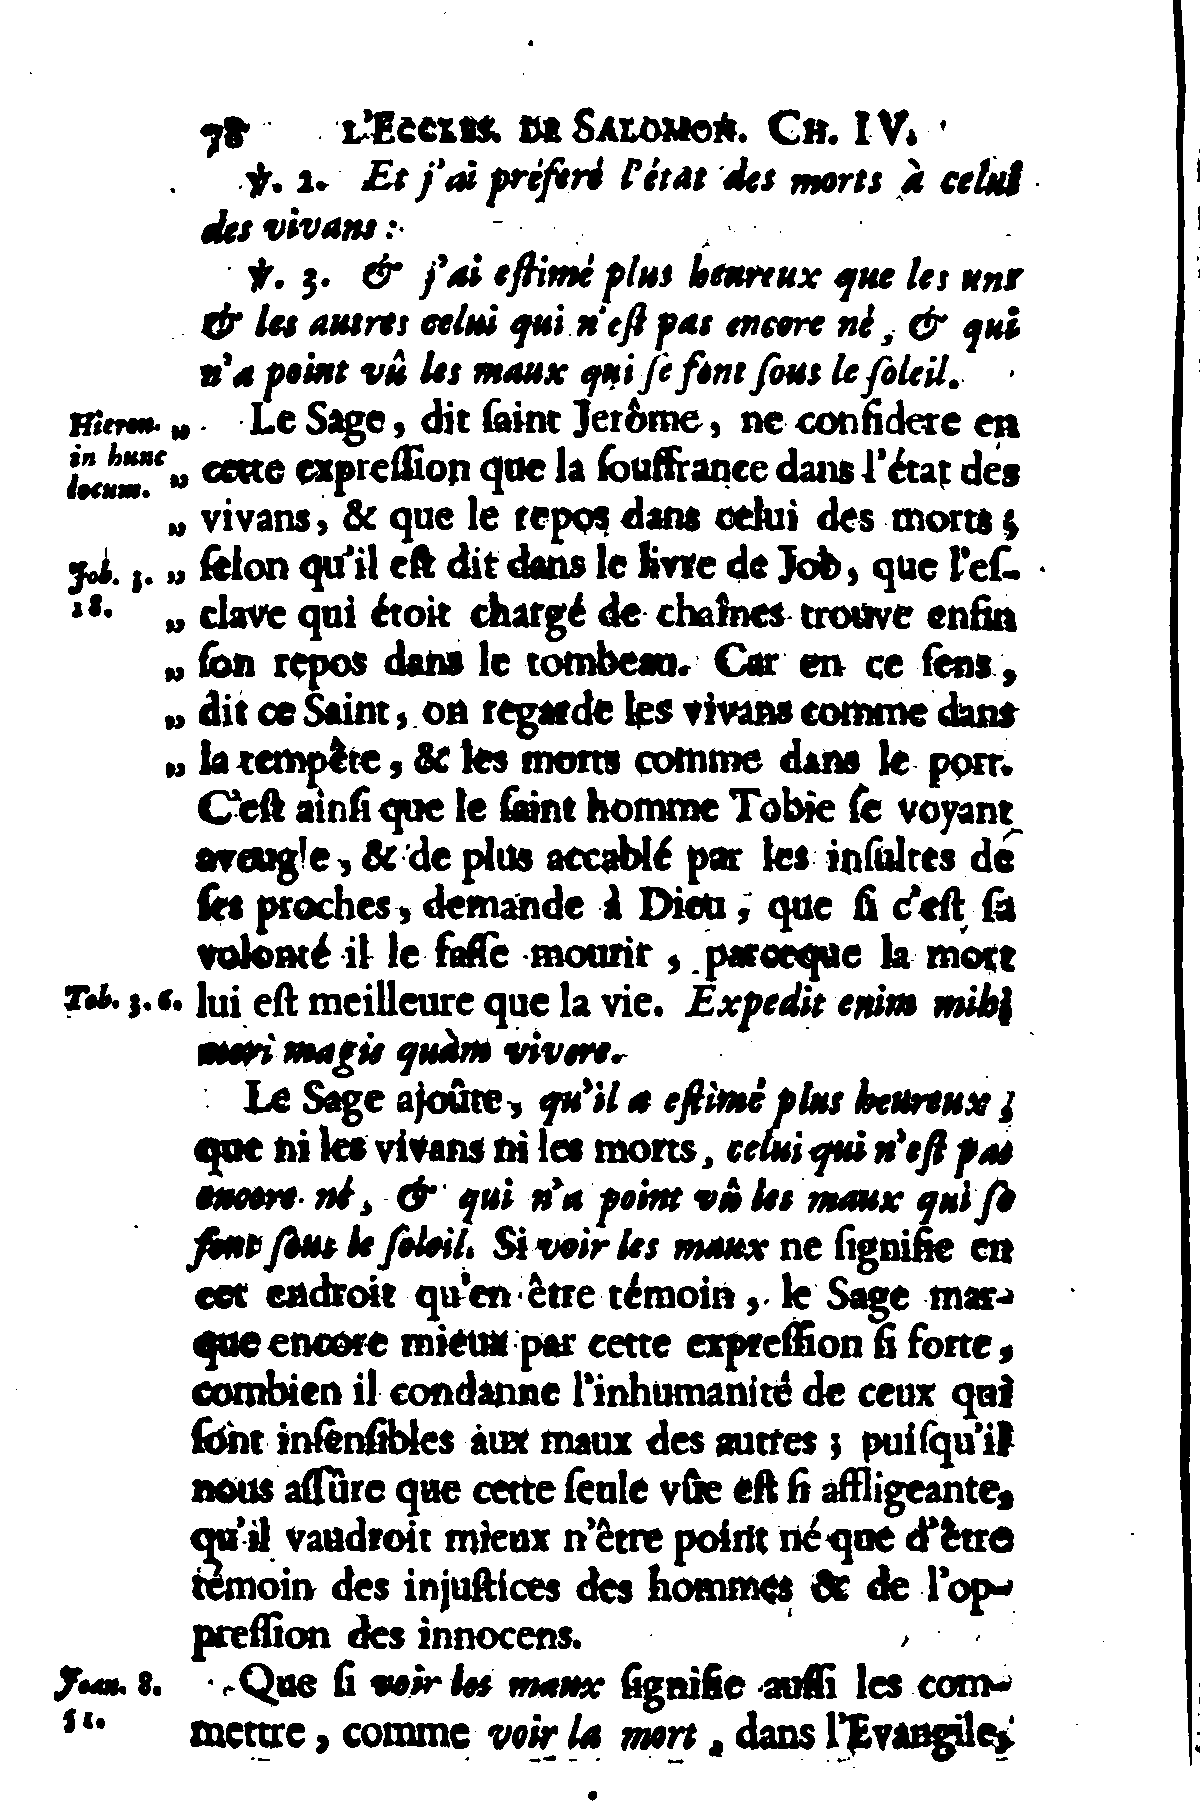 78 L'ECCLES. DE SALOMON. CH. IV.
℣. 2. Et j'ai préferé l'état des morts à celui
des vivans :
℣. 3. & j'ai eſtimé plus heureux que les uns
& les autres celui qui n'eſt pas encore né, & qui
n'a point vû les maux qui ſe font ſous le ſoleil.
Hieron. „ Le Sage, dit ſaint Jerôme, ne conſidere en
in hunc
locum. „ cette expreſſion que la ſouffrance dans l'état des
„ vivans, & que le repos dans celui des morts ;
Job. 3. „ ſelon qu'il eſt dit dans le livre de Job, que l'eſ-
18. „ clave qui étoit chargé de chaînes trouve enfin
„ ſon repos dans le tombeau. Car en ce ſens,
„ dit ce Saint, on regarde les vivans comme dans
„ la tempête, & les morts comme dans le port.
C'eſt ainſi que le ſaint homme Tobie ſe voyant
aveugle, & de plus accablé par les inſultes de
ſes proches, demande à Dieu, que ſi c'eſt ſa
volonté il le faſſe mourir, parceque la mort
Tob. 3. 6. lui eſt meilleure que la vie. Expedit enim mihi
mori magis quàm vivere.
Le Sage ajoûte, qu'il a eſtimé plus heureux ;
que ni les vivans ni les morts, celui qui n'eſt pas
encore né, & qui n'a point vû les maux qui ſe
font ſous le ſoleil. Si voir les maux ne ſignifie en
cet endroit qu'en être témoin, le Sage mar-
que encore mieux par cette expreſſion ſi forte,
combien il condanne l'inhumanité de ceux qui
ſont inſenſibles aux maux des autres ; puiſqu'il
nous aſſûre que cette ſeule vûe eſt ſi affligeante,
qu'il vaudroit mieux n'être point né que d'être
témoin des injuſtices des hommes & de l'op-
preſſion des innocens.
Joan. 8. Que ſi voir les maux ſignifie auſſi les com-
51. mettre, comme voir la mort, dans l'Evangile,